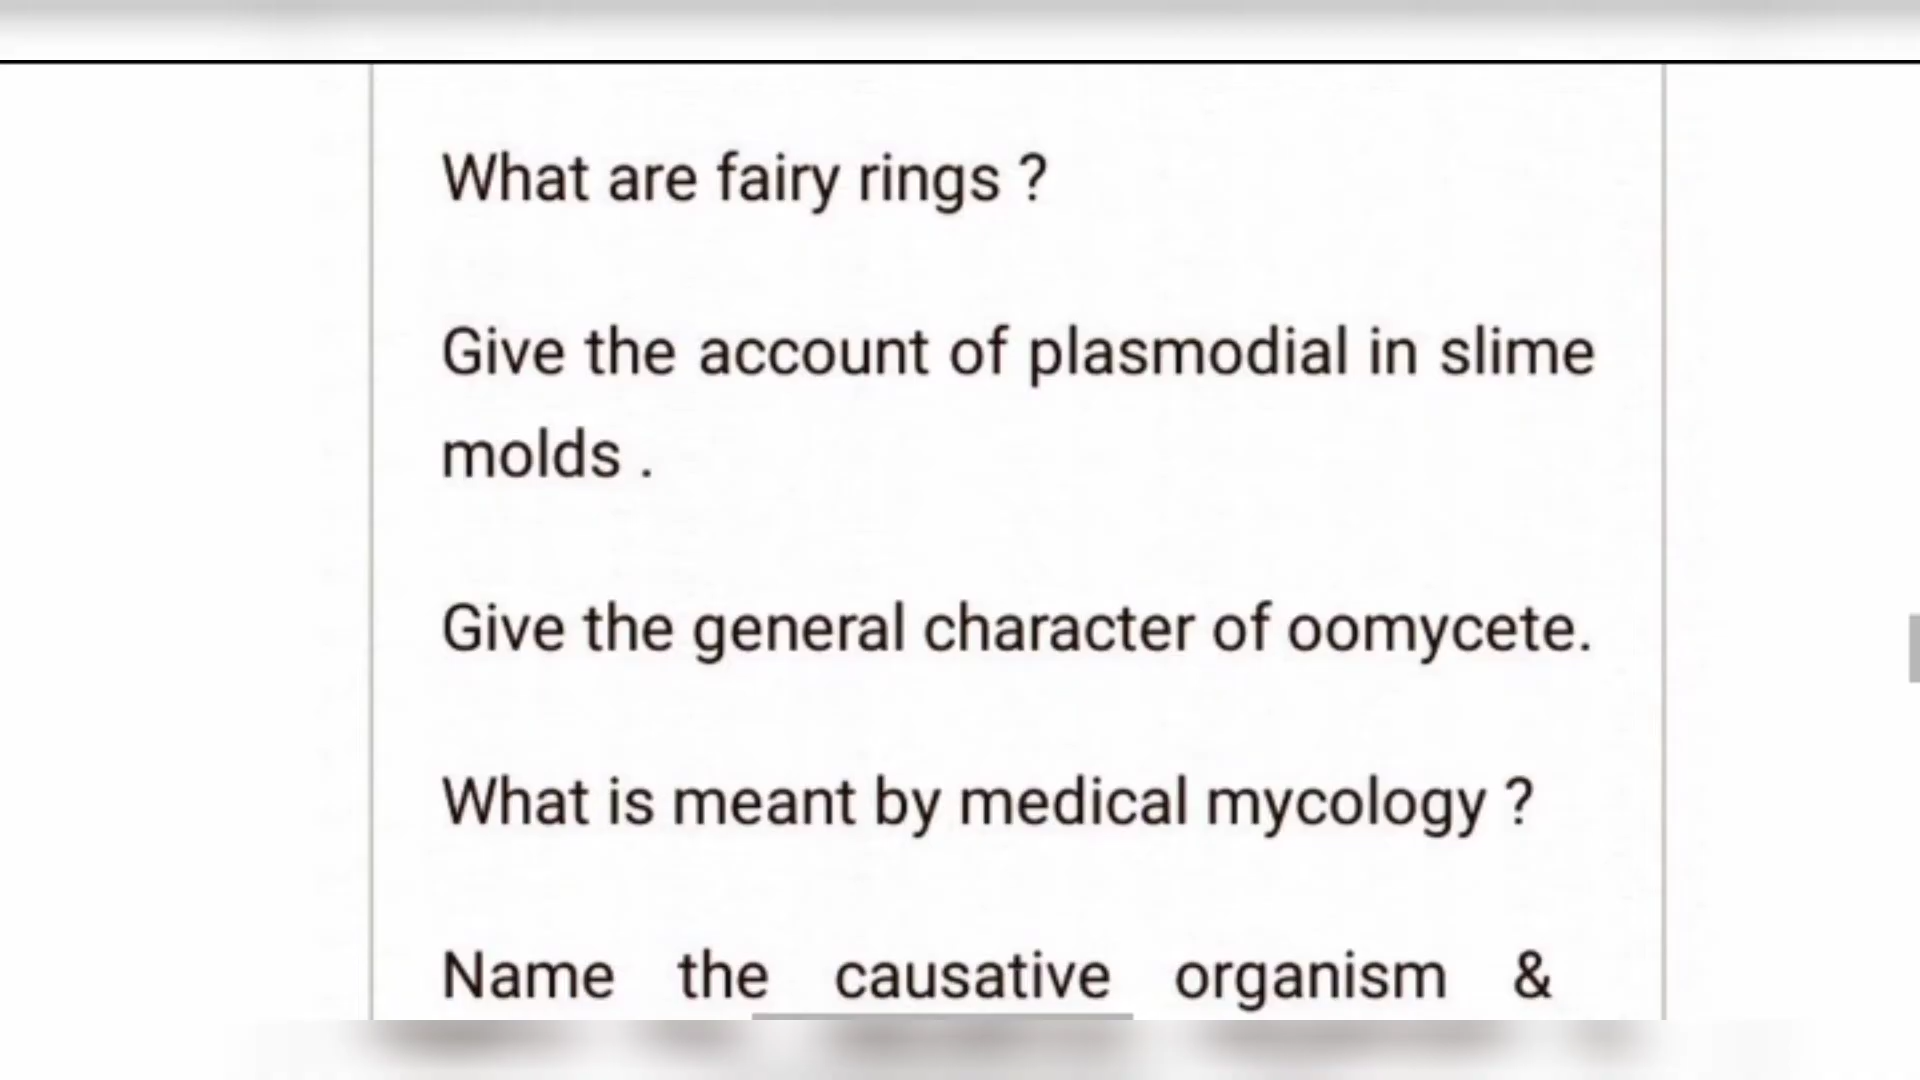 What are fairy rings ?
Give the account of plasmodial in slime
molds .
Give the general character of oomycete.
What is meant by medical mycology ?
Name the causative organism &